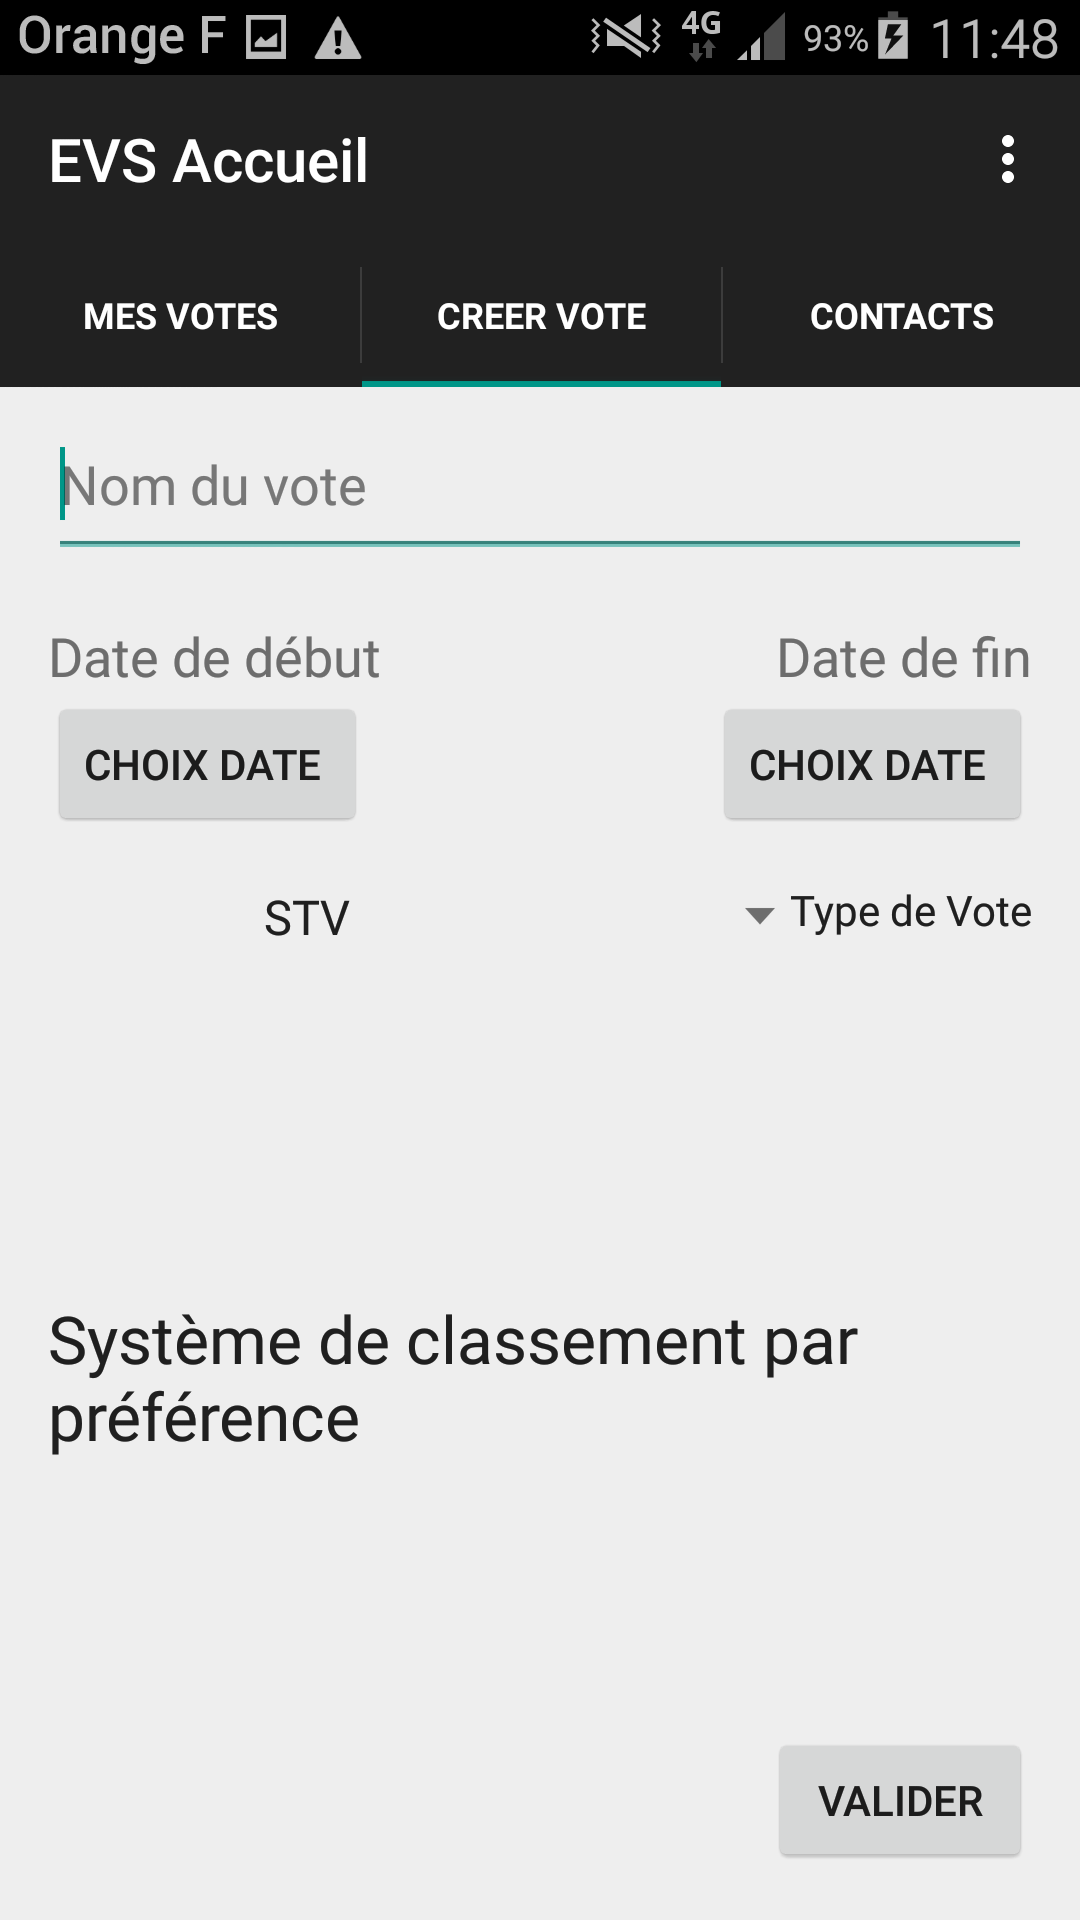 Orange F 4G 93% 11:48
EVS Accueil
MES VOTES CREER VOTE CONTACTS
Nom du vote
Date de début Date de fin
CHOIX DATE CHOIX DATE
STV Type de Vote
Système de classement par
préférence
VALIDER